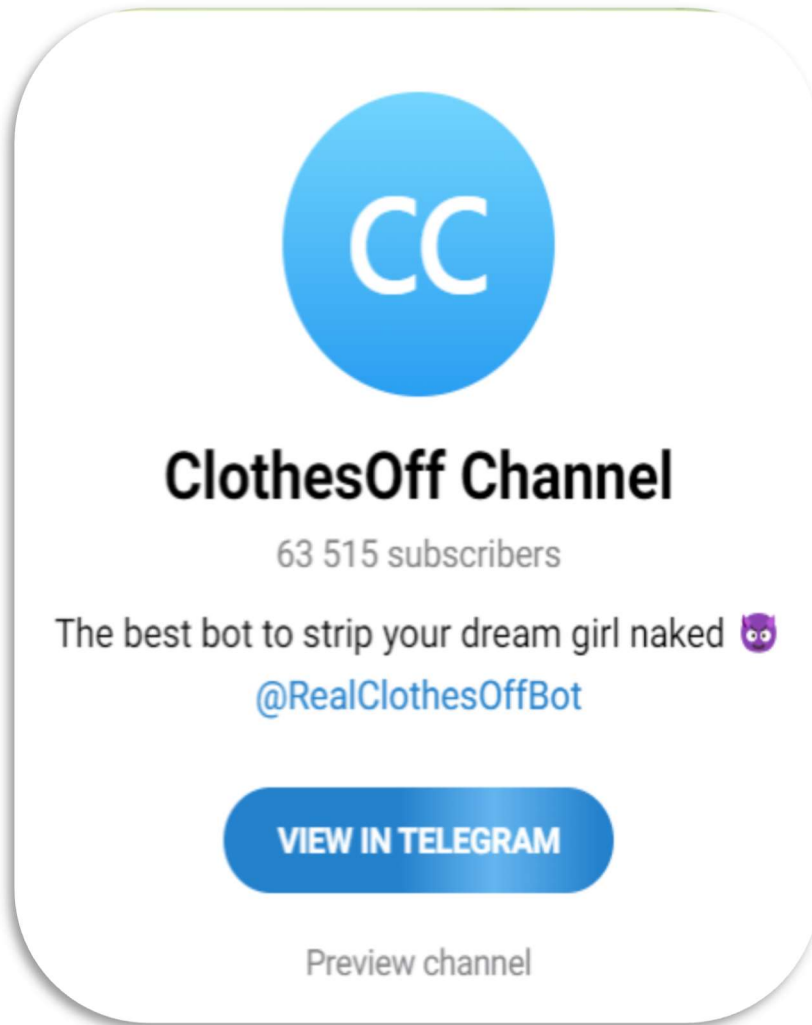 CC
ClothesOff Channel
63 515 subscribers
The best bot to strip your dream girl naked 😈
@RealClothesOffBot
VIEW IN TELEGRAM
Preview channel